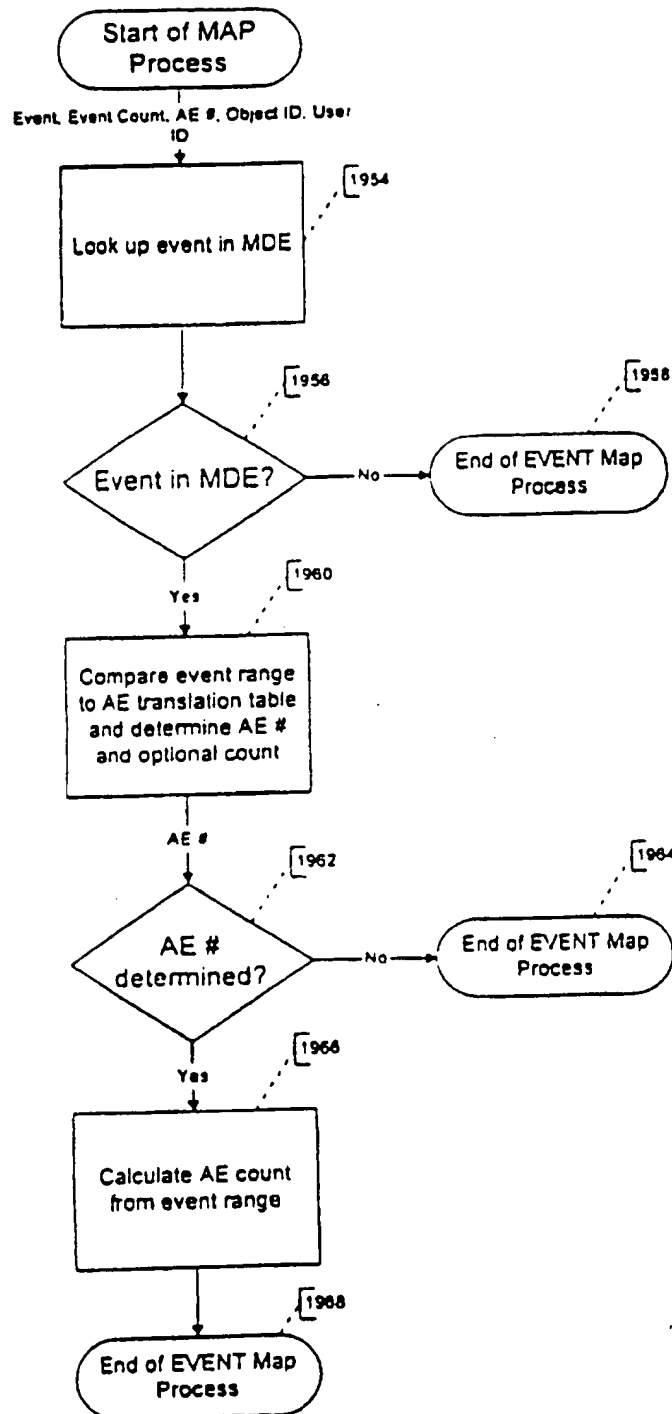 Start of MAP
Process
Event, Event Count, AE #, Object ID, User
ID
1954
Look up event in MDE
1956
1958
Event in MDE?
No
End of EVENT Map
Process
Yes
1960
Compare event range
to AE translation table
and determine AE #
and optional count
AE #
1962
1964
AE #
determined?
No
End of EVENT Map
Process
Yes
1966
Calculate AE count
from event range
1968
End of EVENT Map
Process